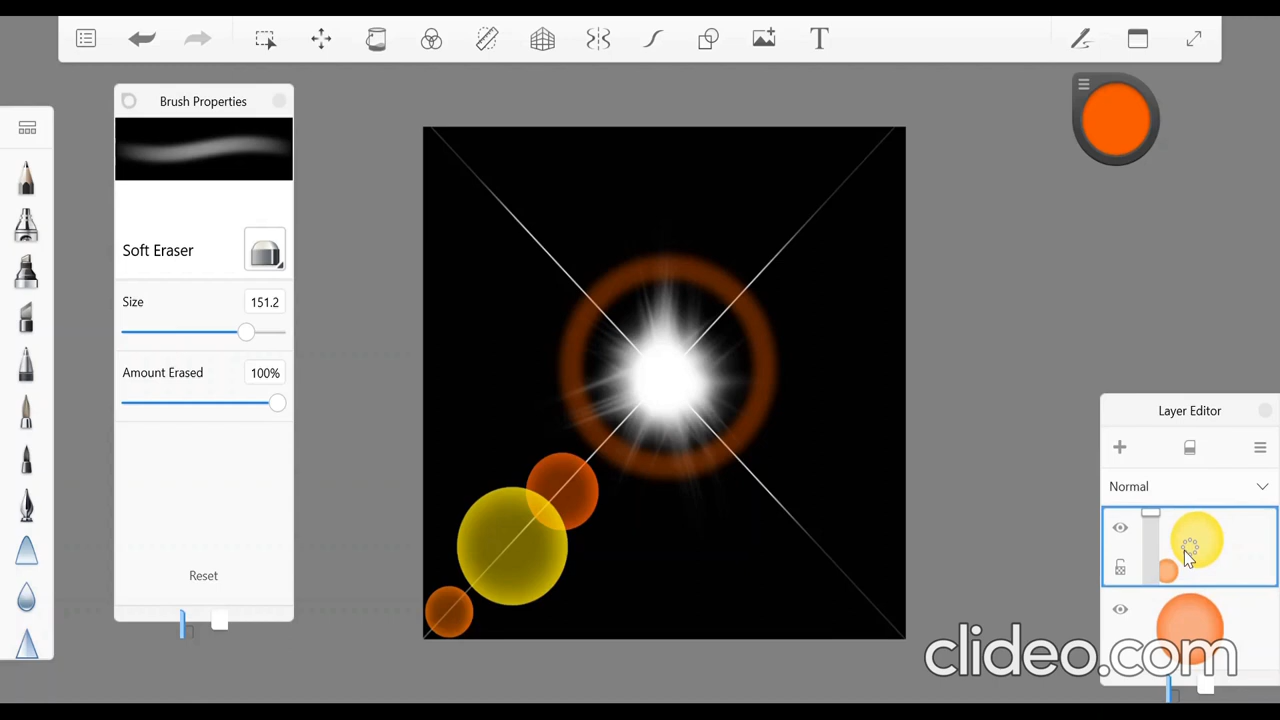 T
Brush Properties
Soft Eraser
Size
151.2
Amount Erased
100%
Reset
Layer Editor
Normal
clideo.com